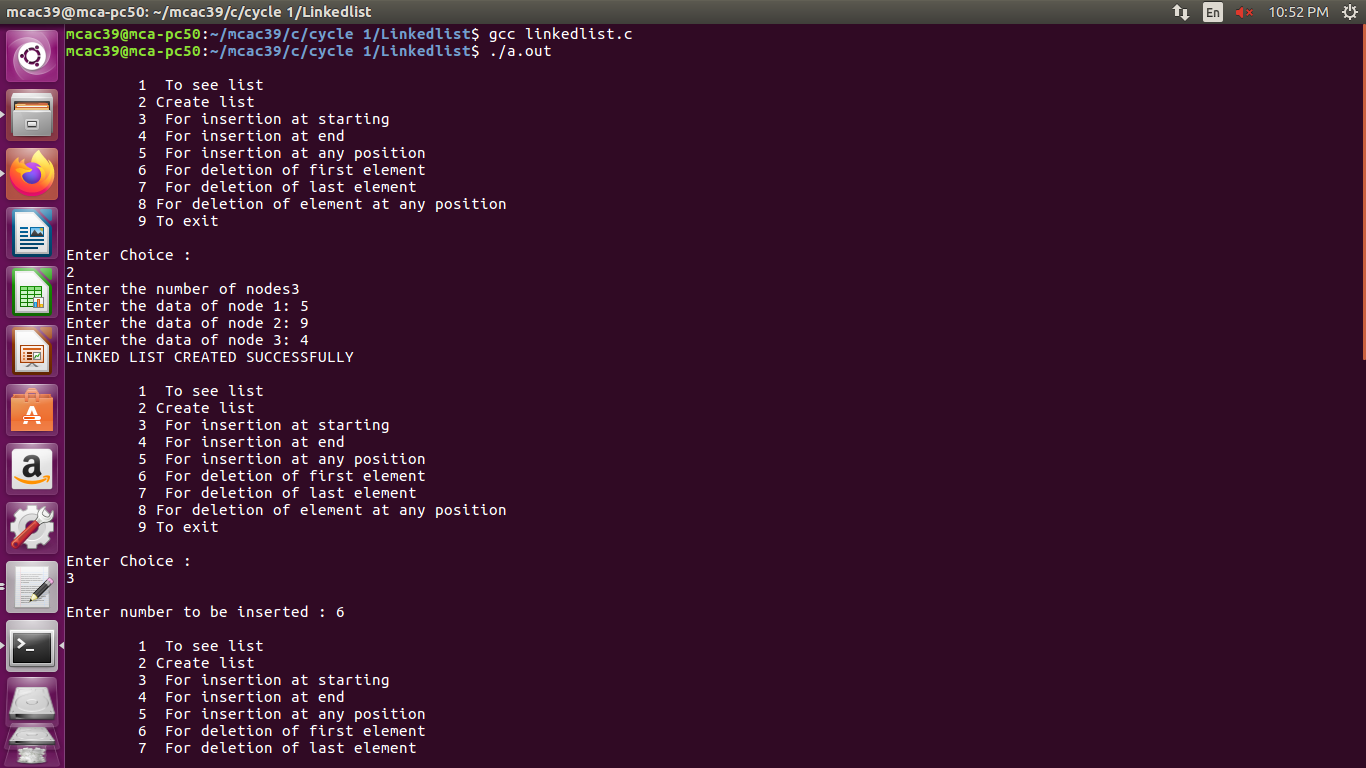 mcac39@mca-pc50: ~/mcac39/c/cycle 1/Linkedlist
En
10:52 PM
mcac39@mca-pc50:~/mcac39/c/cycle 1/Linkedlist$ gcc linkedlist.c
mcac39@mca-pc50:~/mcac39/c/cycle 1/Linkedlist$ ./a.out
1  To see list
2 Create list
3  For insertion at starting
4  For insertion at end
5  For insertion at any position
6  For deletion of first element
7  For deletion of last element
8 For deletion of element at any position
9 To exit
Enter Choice :
2
Enter the number of nodes3
Enter the data of node 1: 5
Enter the data of node 2: 9
Enter the data of node 3: 4
LINKED LIST CREATED SUCCESSFULLY
1  To see list
2 Create list
3  For insertion at starting
4  For insertion at end
5  For insertion at any position
6  For deletion of first element
7  For deletion of last element
8 For deletion of element at any position
9 To exit
Enter Choice :
3
Enter number to be inserted : 6
1  To see list
2 Create list
3  For insertion at starting
4  For insertion at end
5  For insertion at any position
6  For deletion of first element
7  For deletion of last element